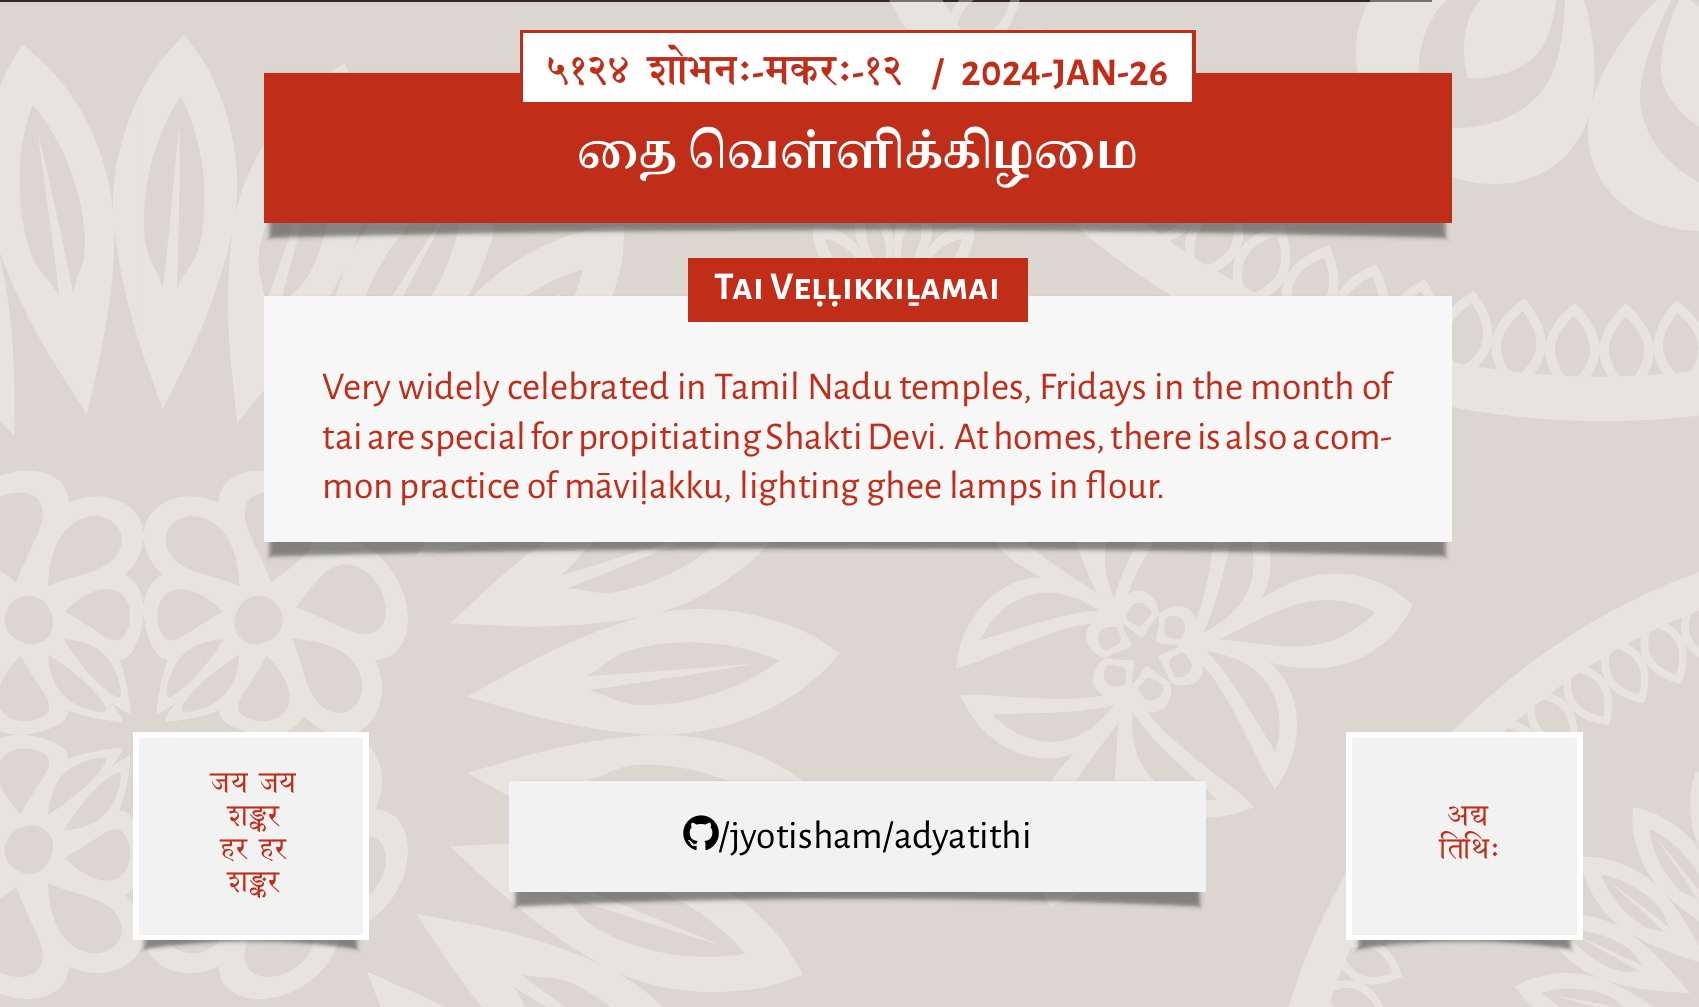 ५१२४ शोभनः-मकरः-१२ / 2024-JAN-26
தை வெள்ளிக்கிழமை
Tai Veḷḷikkiḻamai
Very widely celebrated in Tamil Nadu temples, Fridays in the month of
tai are special for propitiating Shakti Devi. At homes, there is also a com-
mon practice of māviḷakku, lighting ghee lamps in flour.
जय जय
शङ्कर
हर हर
शङ्कर
/jyotisham/adyatithi
अद्य
तिथिः